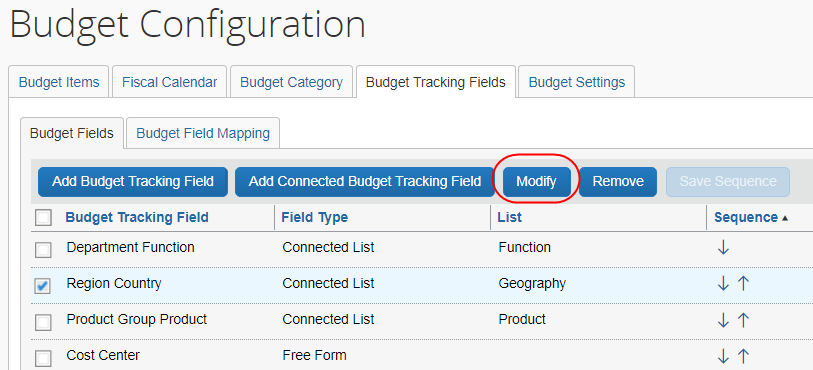 Budget Configuration
Budget Items Fiscal Calendar Budget Category Budget Tracking Fields Budget Settings
Budget Fields Budget Field Mapping
Add Budget Tracking Field Add Connected Budget Tracking Field Modify Remove Save Sequence
Budget Tracking Field Field Type List Sequence
Department Function Connected List Function
Region Country Connected List Geography
Product Group Product Connected List Product
Cost Center Free Form